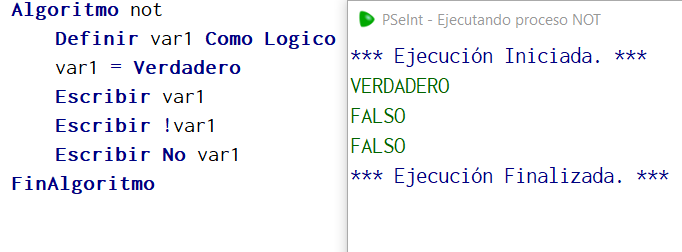 Algoritmo not
Definir var1 Como Logico
var1 = Verdadero
Escribir var1
Escribir !var1
Escribir No var1
FinAlgoritmo
PSeInt - Ejecutando proceso NOT
*** Ejecución Iniciada. ***
VERDADERO
FALSO
FALSO
*** Ejecución Finalizada. ***